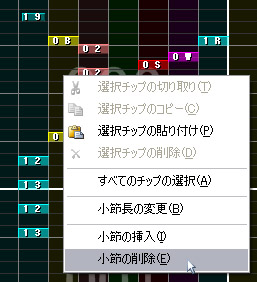 19
1R
0B
02
0W
0S
02
選択チップの切り取り(T)
選択チップのコピー(C)
選択チップの貼り付け(P)
0
12
選択チップの削除(D)
13
すべてのチップの選択(A)
12
小節長の変更(B)
13
小節の挿入(I)
小節の削除(E)